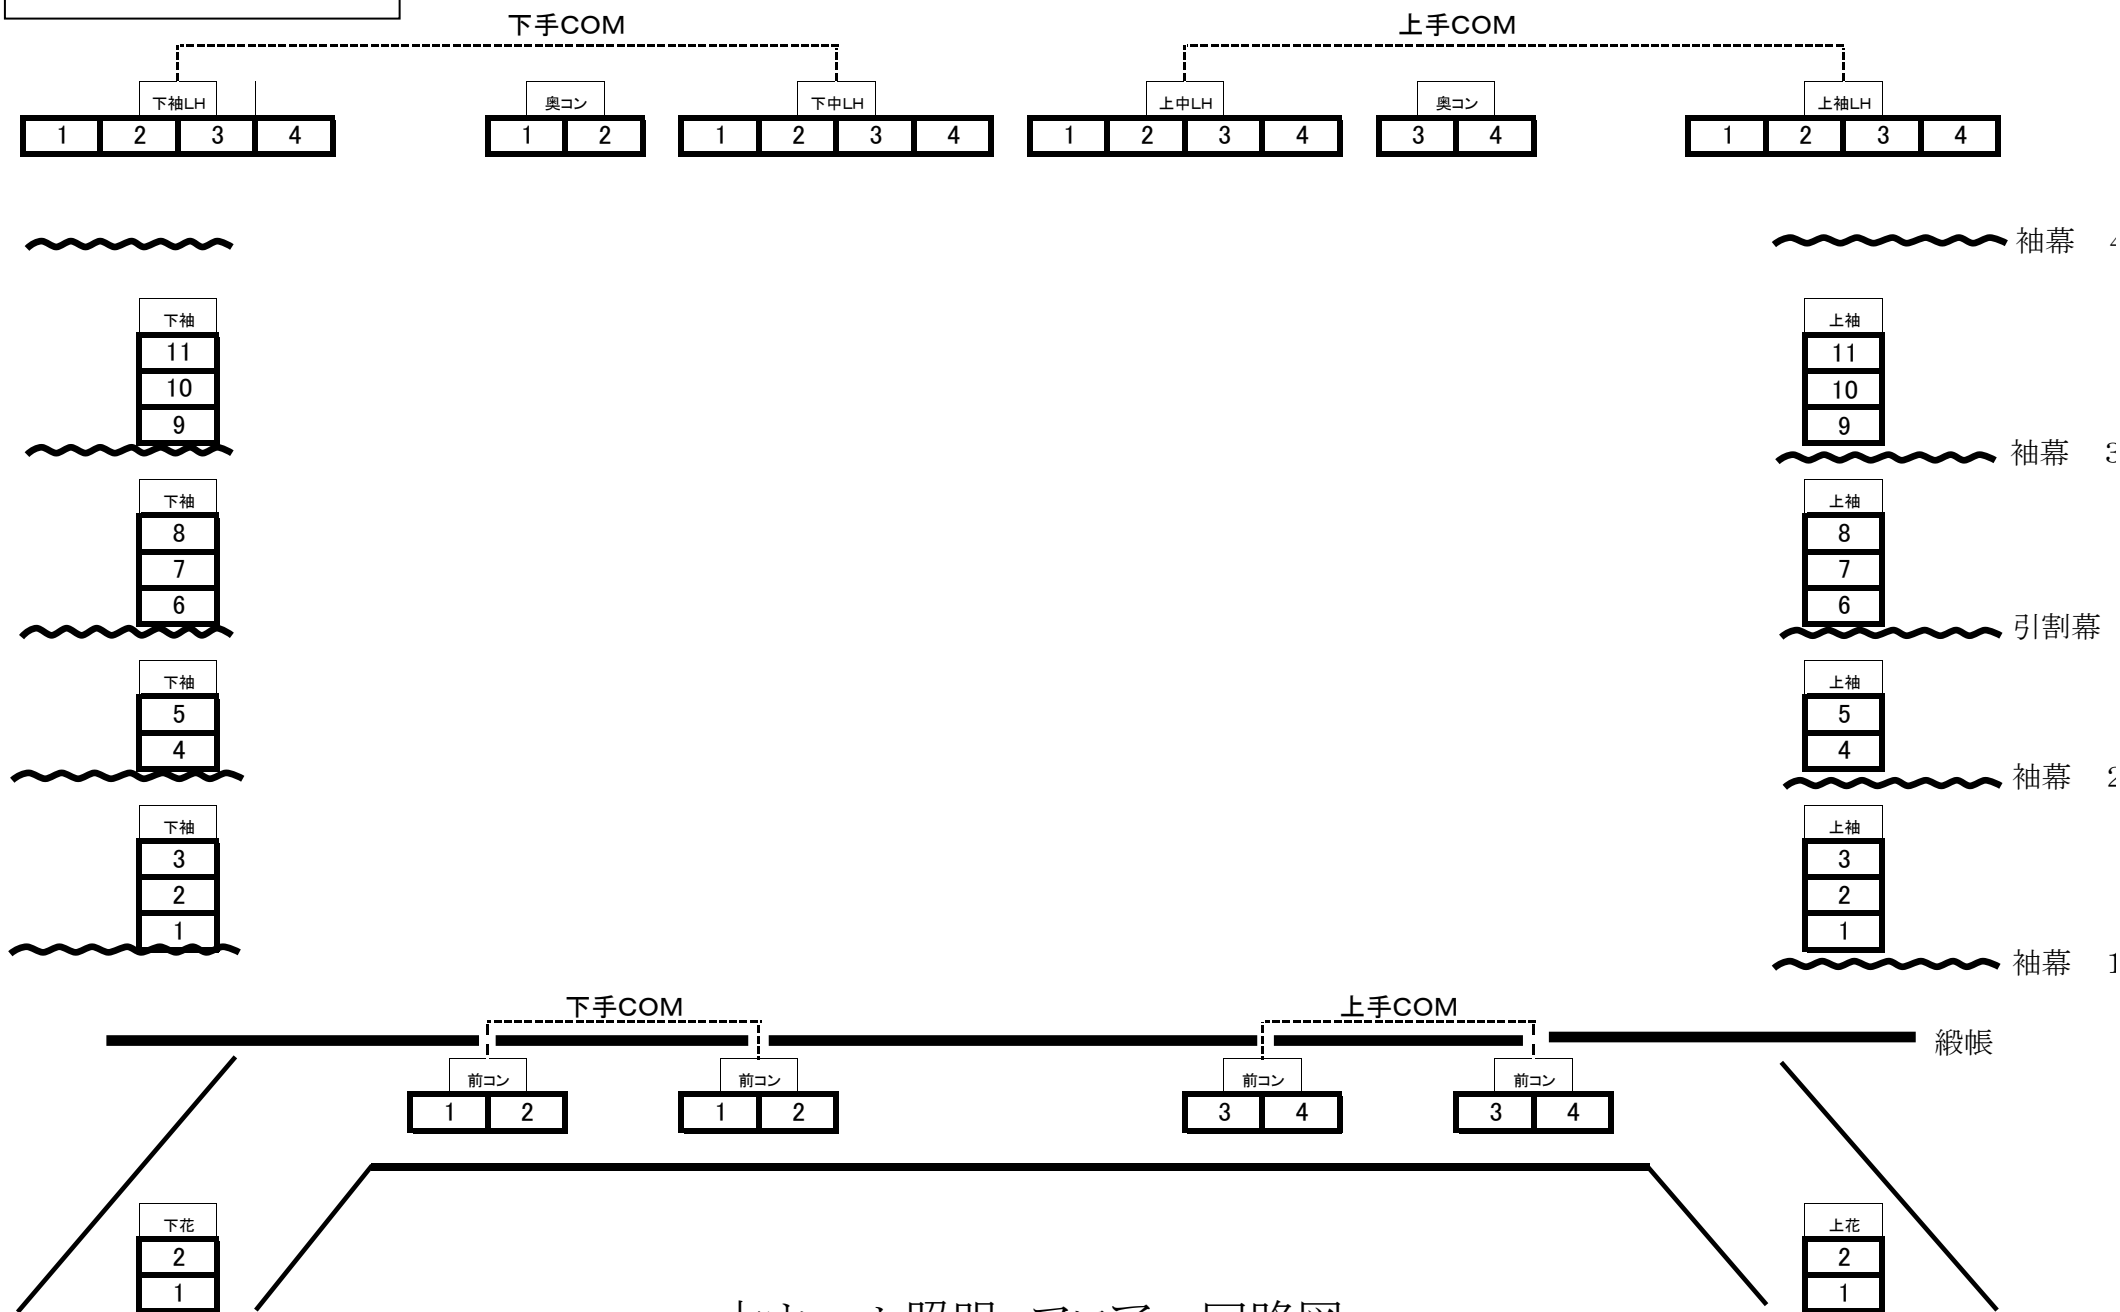 下手COM 上手COM
下袖LH 奥コン 下中LH 上中LH 奥コン 上袖LH
1 2 3 4 1 2 1 2 3 4 1 2 3 4 3 4 1 2 3 4
袖幕
下袖 上袖
11 11
10 10
9 9
袖幕 3
下袖 上袖
8 8
7 7
6 6
引割幕
下袖 上袖
5 5
4 4
袖幕 2
下袖 上袖
3 3
2 2
1 1
袖幕 1
下手COM 上手COM
緞帳
前コン 前コン 前コン 前コン
1 2 1 2 3 4 3 4
下花 上花
2 2
1 1